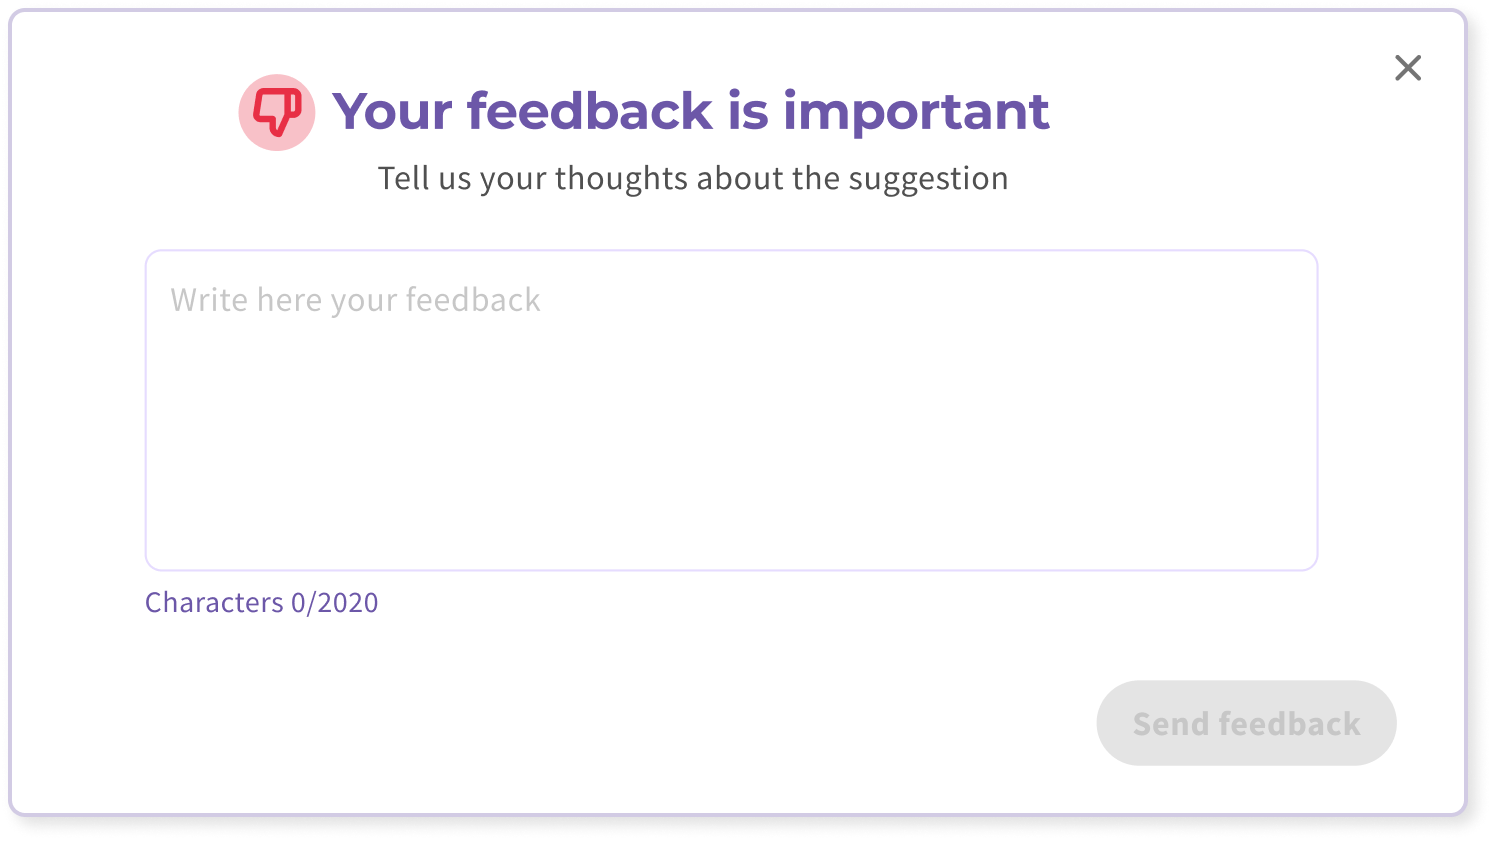 Your feedback is important
Tell us your thoughts about the suggestion
Write here your feedback
Characters 0/2020
Send feedback